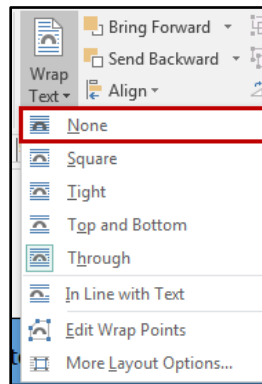 Bring Forward
Send Backward
Wrap
Text
Align
None
Square
Tight
Top and Bottom
Through
In Line with Text
Edit Wrap Points
More Layout Options...